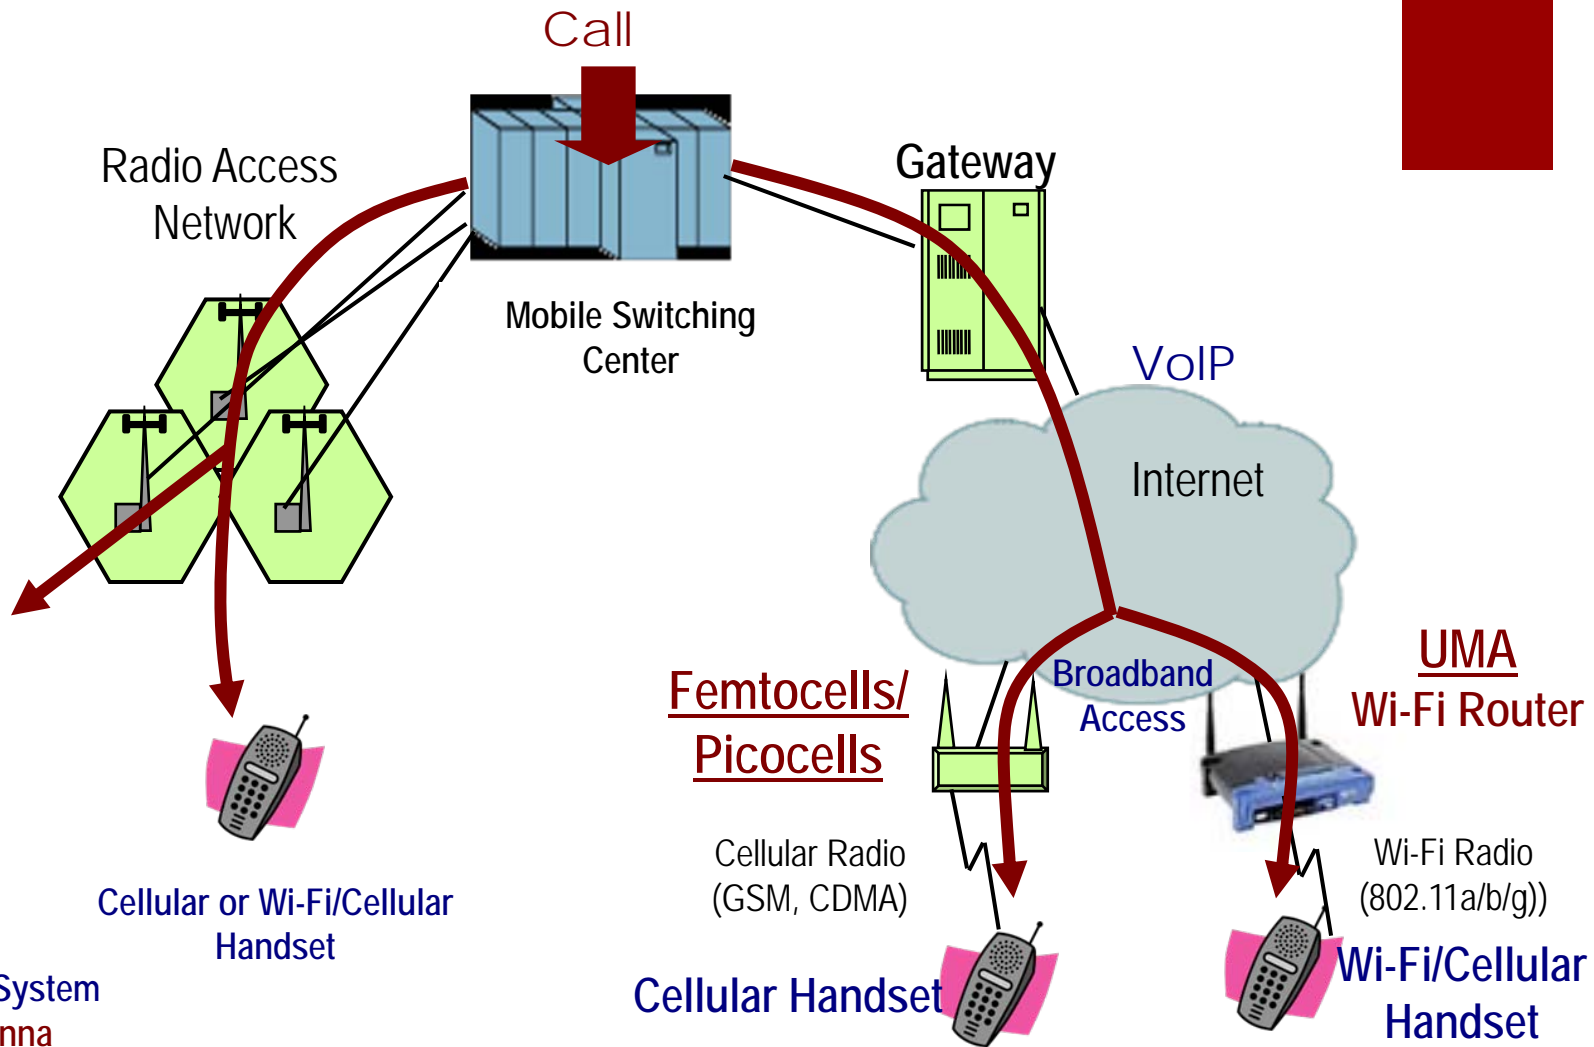 Call
Radio Access
Network
Gateway
Mobile Switching
Center
VoIP
Internet
Broadband
Access
Femtocells/
Picocells
UMA
Wi-Fi Router
Cellular Radio
(GSM, CDMA)
Wi-Fi Radio
(802.11a/b/g))
Cellular or Wi-Fi/Cellular
Handset
Cellular Handset
Wi-Fi/Cellular
Handset
System
nna